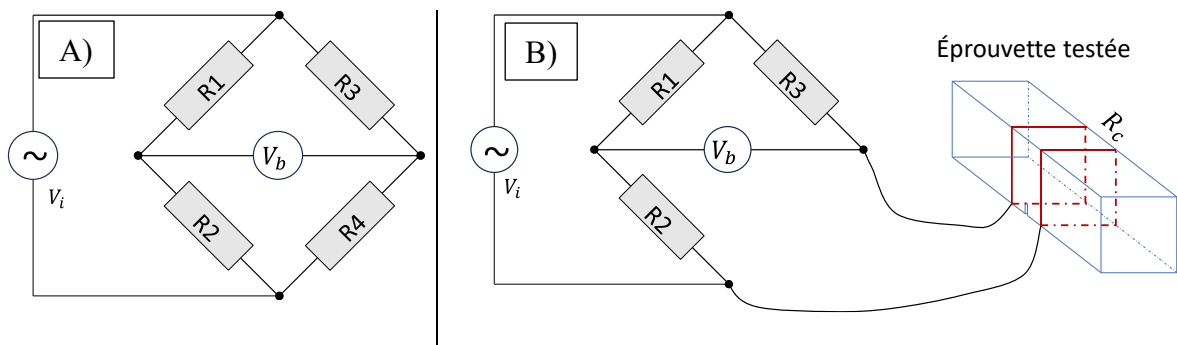 A)
R1
R3
V_b
V_i
R2
R4
B)
Éprouvette testée
R1
R3
R_c
V_b
V_i
R2